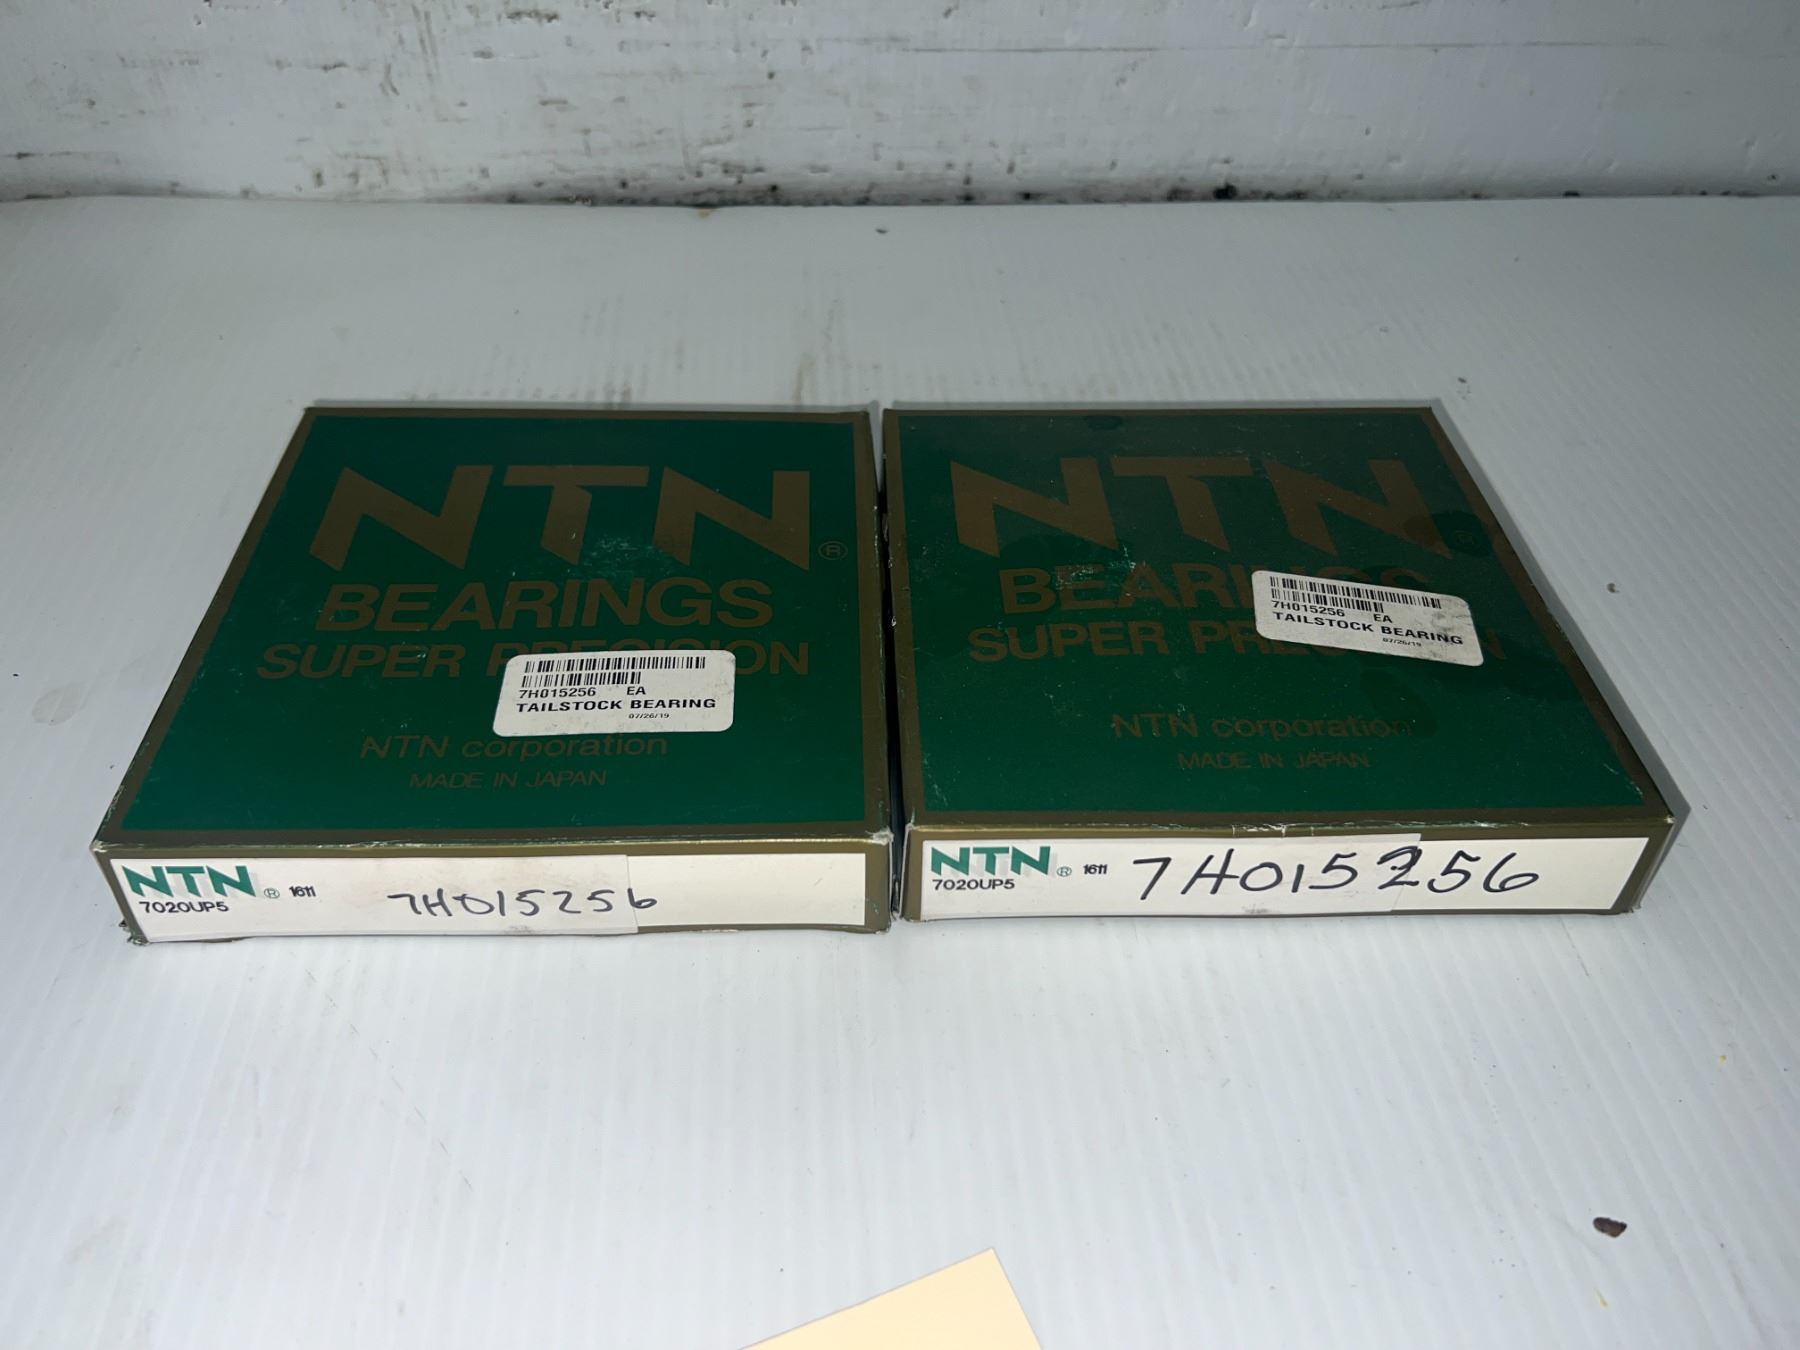 NTN®
BEARINGS
SUPER PRECISION
7H015256 EA
TAILSTOCK BEARING
07/26/19
NTN corporation
MADE IN JAPAN
NTN® 1611
7020UP5
7H015256
NTN®
BEARINGS
SUPER PRE N
7H015256 EA
TAILSTOCK BEARING
07/26/19
NTN corporation
MADE IN JAPAN
NTN® 1611
7020UP5
7H015256